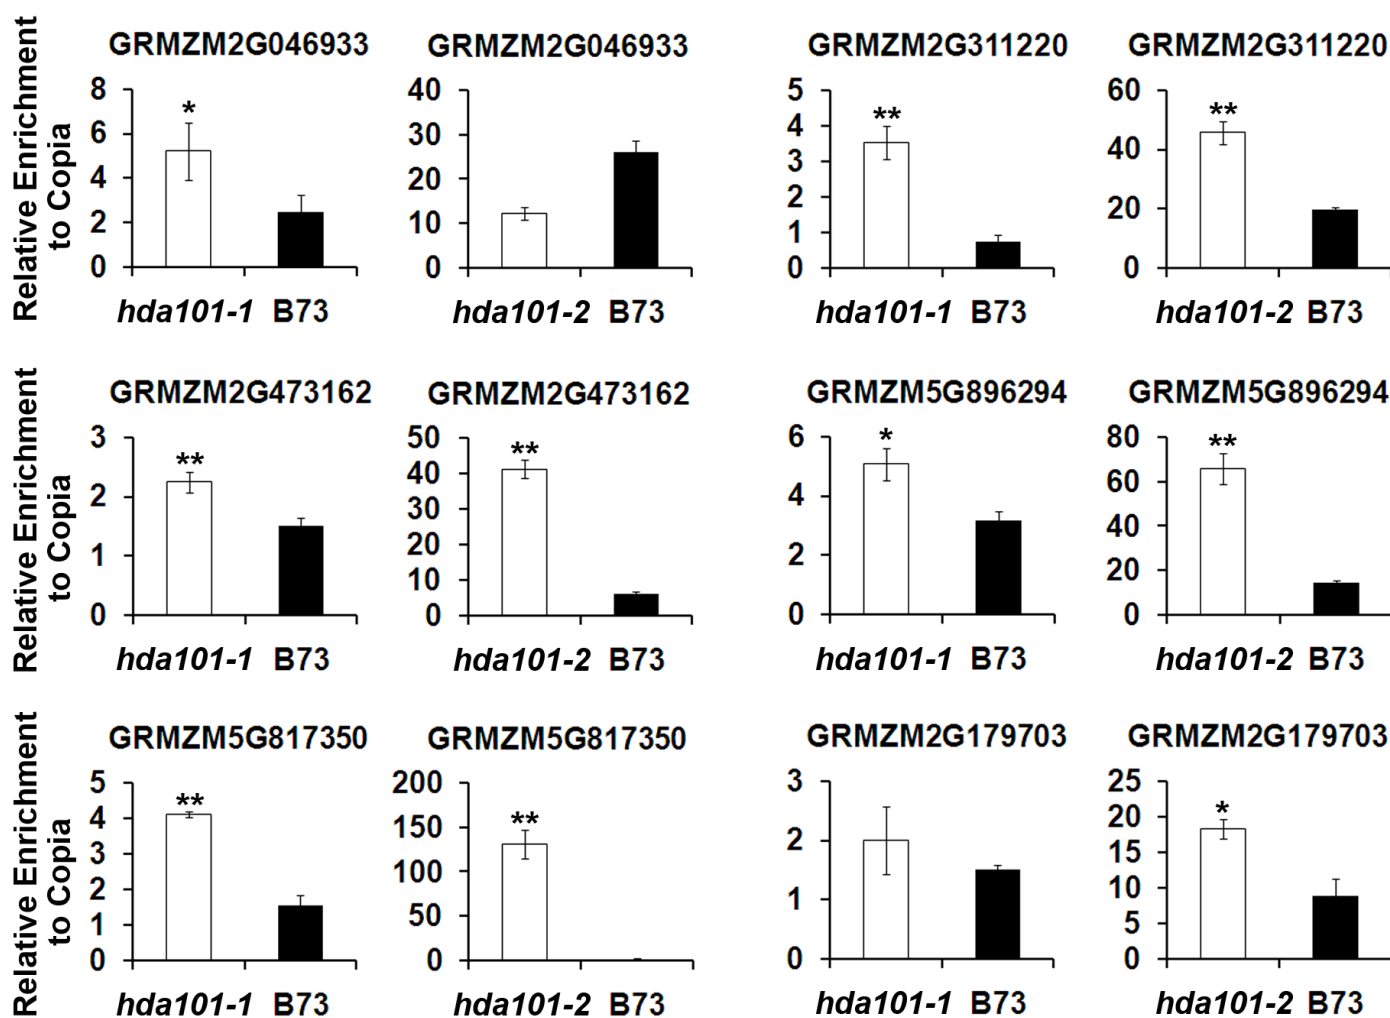 GRMZM2G046933 GRMZM2G046933 GRMZM2G311220 GRMZM2G311220
Relative Enrichment
to Copia
8 6 4 2 0
*
40 30 20 10 0
5 4 3 2 1 0
**
60 40 20 0
**
hda101-1 B73 hda101-2 B73 hda101-1 B73 hda101-2 B73
GRMZM2G473162 GRMZM2G473162 GRMZM5G896294 GRMZM5G896294
Relative Enrichment
to Copia
3 2 1 0
**
50 40 30 20 10 0
**
6 4 2 0
*
80 60 40 20 0
**
hda101-1 B73 hda101-2 B73 hda101-1 B73 hda101-2 B73
GRMZM5G817350 GRMZM5G817350 GRMZM2G179703 GRMZM2G179703
Relative Enrichment
to Copia
5 4 3 2 1 0
**
200 150 100 50 0
**
3 2 1 0
25 20 15 10 5 0
*
hda101-1 B73 hda101-2 B73 hda101-1 B73 hda101-2 B73